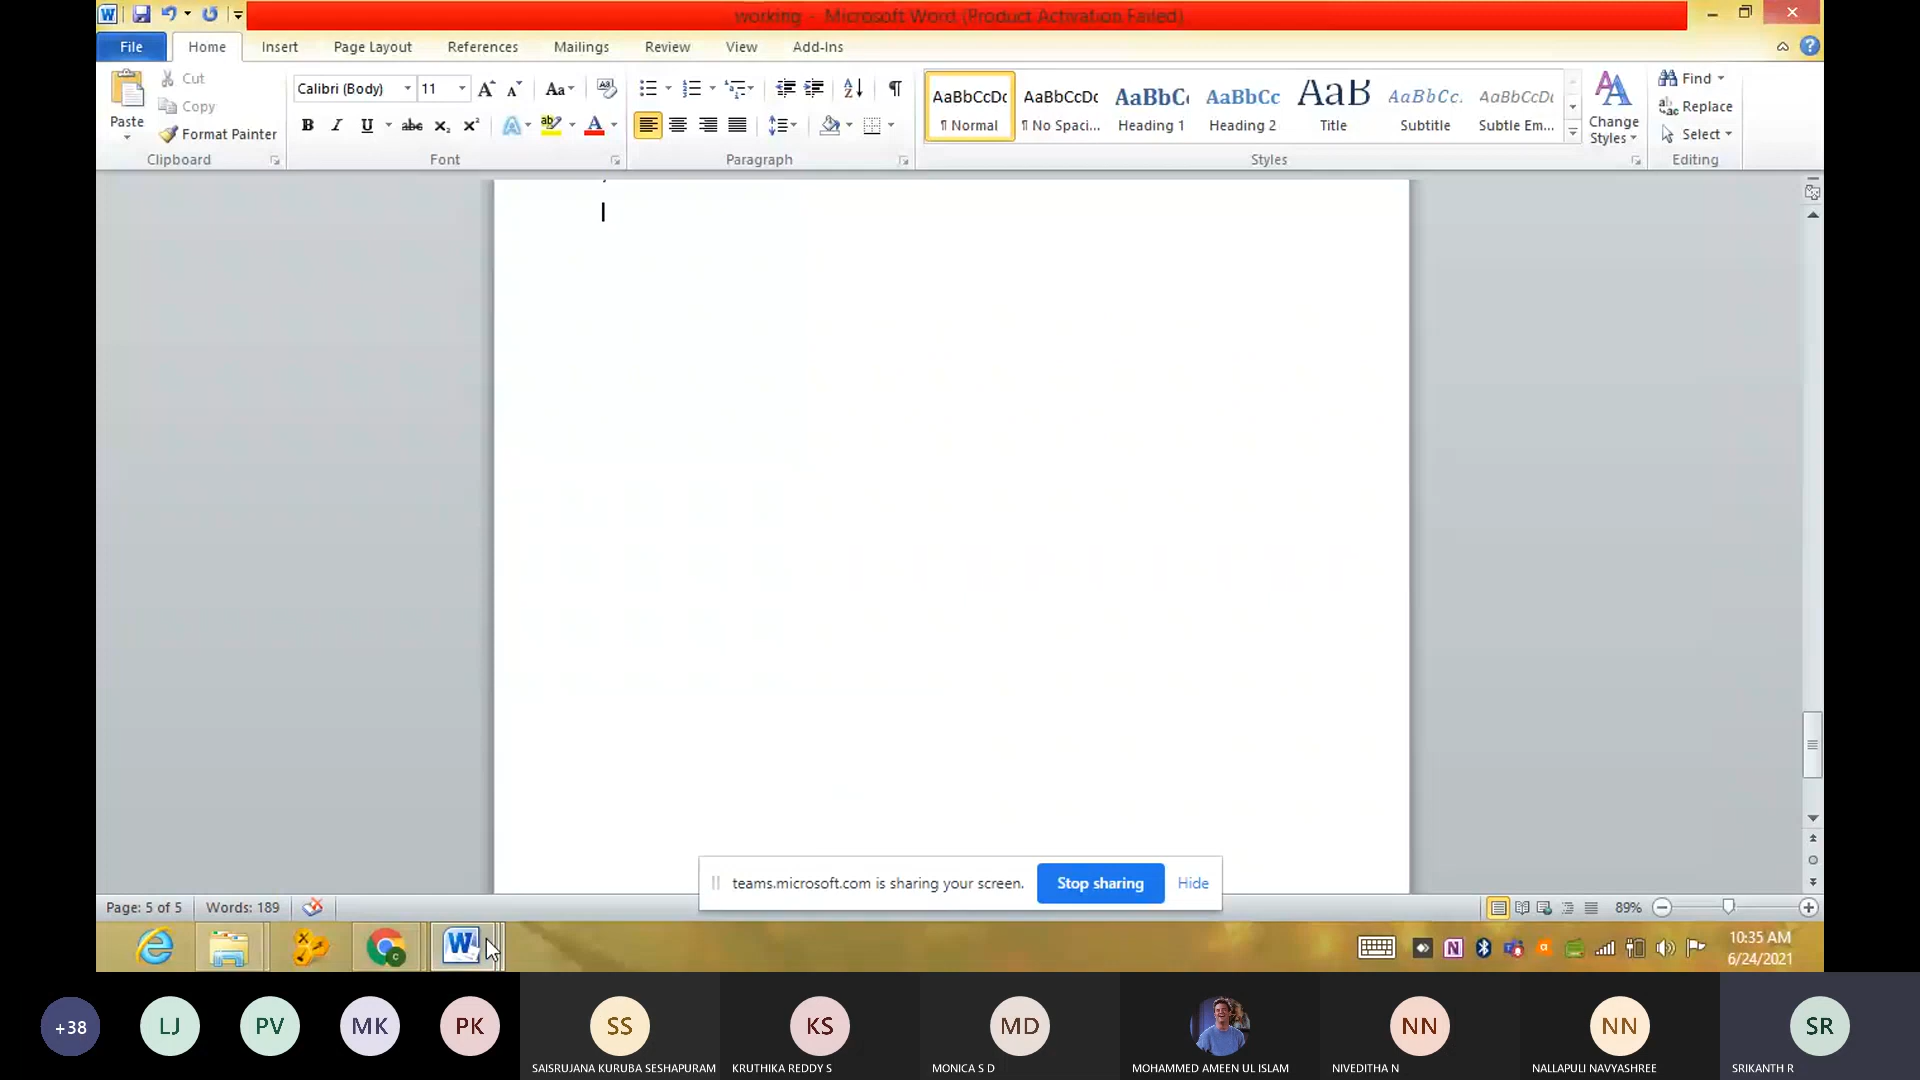 working - Microsoft Word (Product Activation Failed)
File Home Insert Page Layout References Mailings Review View Add-Ins
Paste
Cut
Copy
Format Painter
Clipboard
Calibri (Body) 11
Font
Paragraph
AaBbCcDc AaBbCcDc AaBbC AaBbCc AaB AaBbCc. AaBbCcDc
¶ Normal ¶ No Spaci... Heading 1 Heading 2 Title Subtitle Subtle Em...
Styles
Change
Styles
Find
Replace
Select
Editing
teams.microsoft.com is sharing your screen. Stop sharing Hide
Page: 5 of 5 Words: 189 89%
10:35 AM
6/24/2021
+38 LJ PV MK PK SS KS MD NN NN SR
SAISRUJANA KURUBA SESHAPURAM KRUTHIKA REDDY S MONICA S D MOHAMMED AMEEN UL ISLAM NIVEDITHA N NALLAPULI NAVYASHREE SRIKANTH R